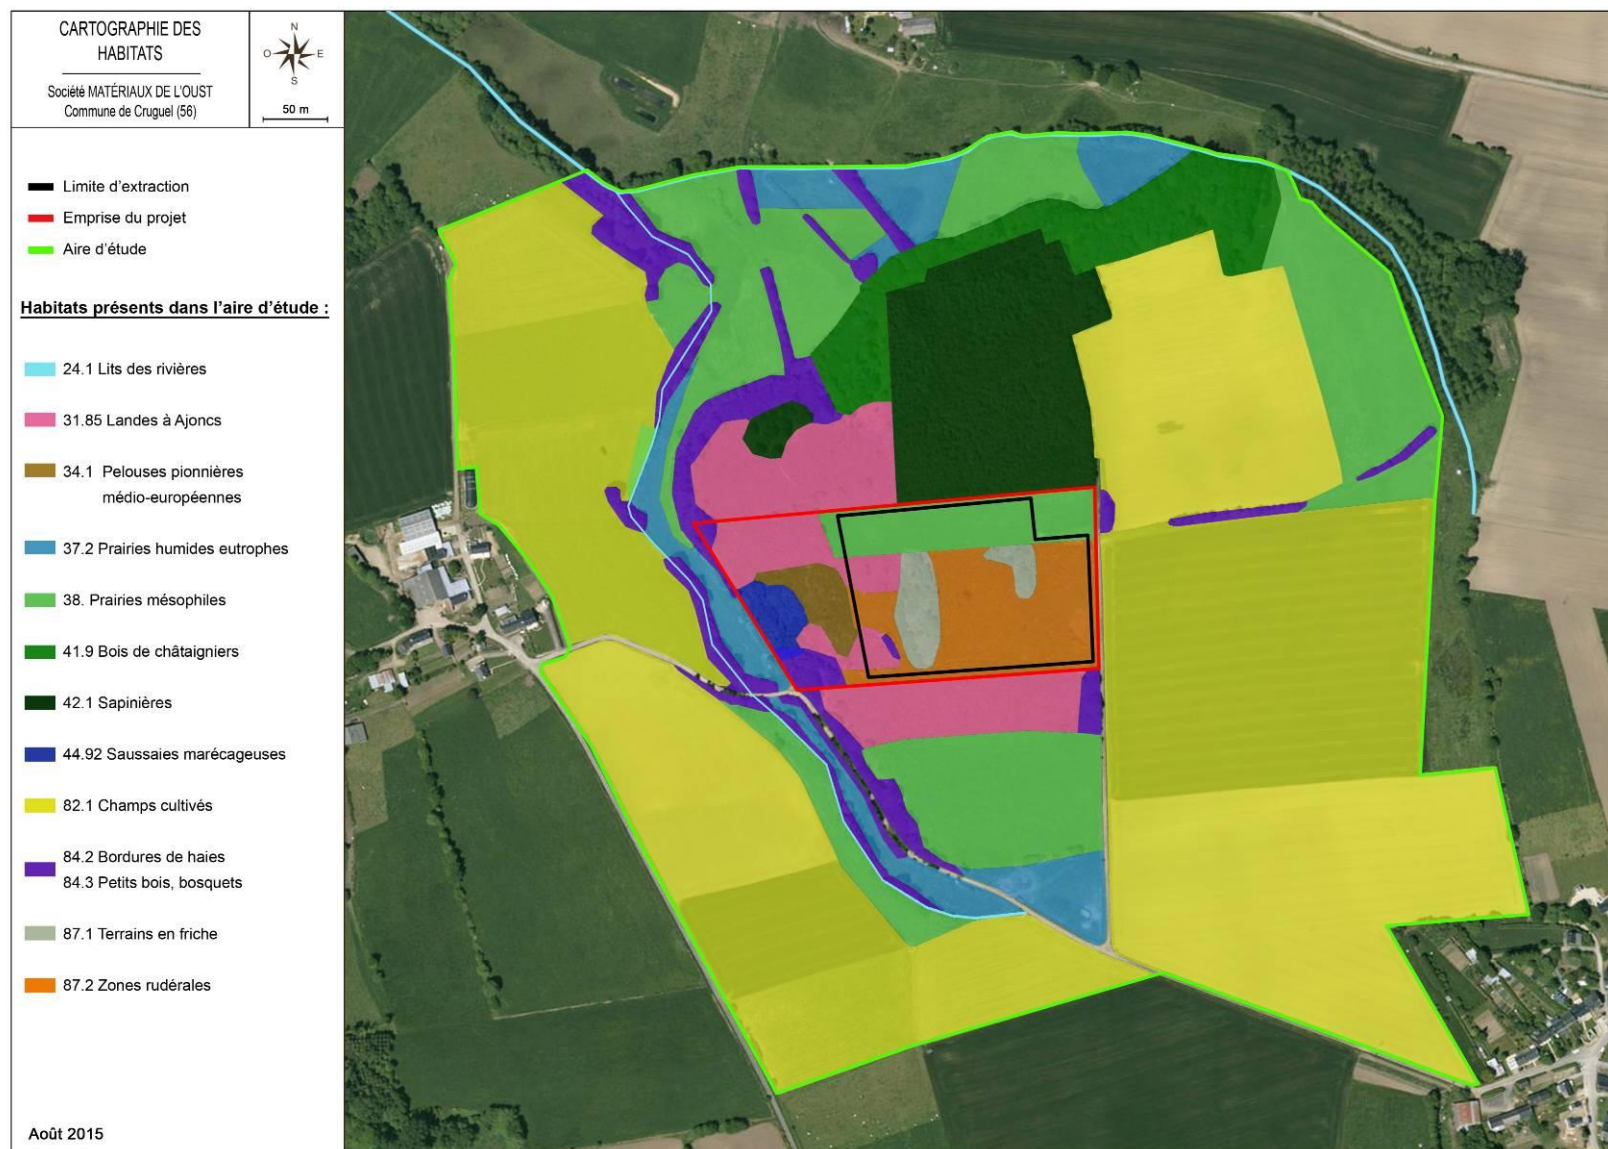 CARTOGRAPHIE DES
HABITATS
Société MATÉRIAUX DE L'OUST
Commune de Cruguel (56)
N
O
E
S
50 m
Limite d'extraction
Emprise du projet
Aire d'étude
Habitats présents dans l'aire d'étude :
24.1 Lits des rivières
31.85 Landes à Ajoncs
34.1 Pelouses pionnières
médio-européennes
37.2 Prairies humides eutrophes
38. Prairies mésophiles
41.9 Bois de châtaigniers
42.1 Sapinières
44.92 Saussaies marécageuses
82.1 Champs cultivés
84.2 Bordures de haies
84.3 Petits bois, bosquets
87.1 Terrains en friche
87.2 Zones rudérales
Août 2015